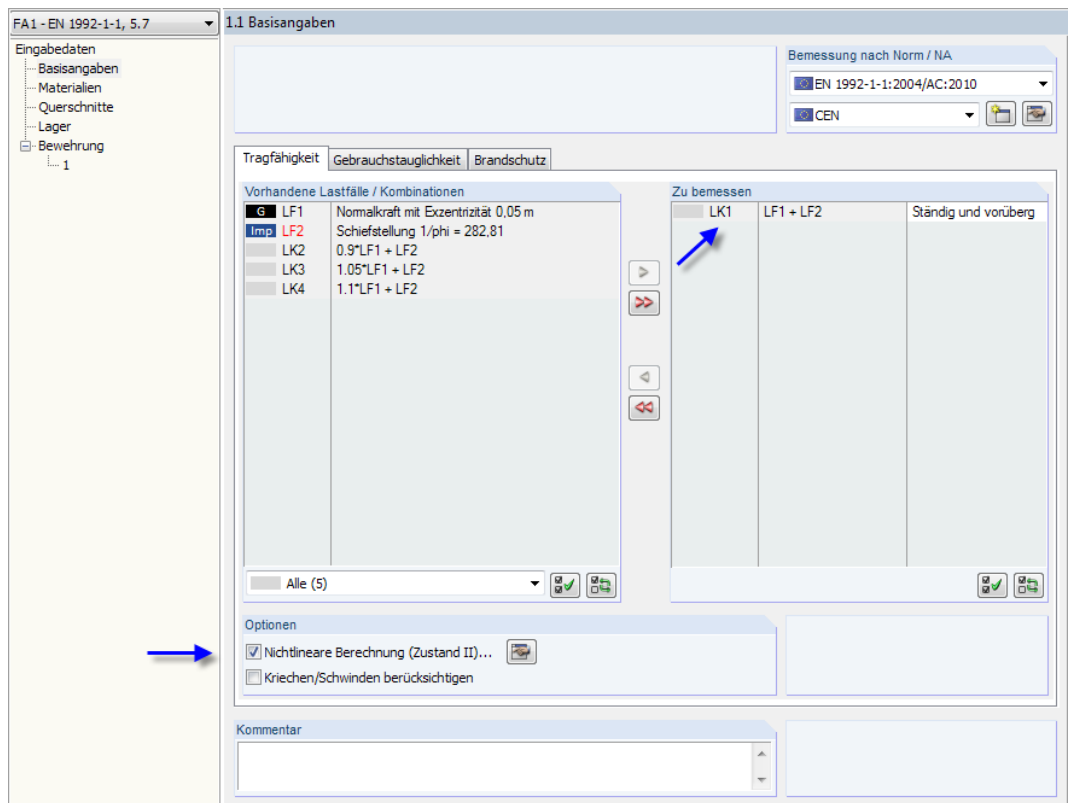 FA1 - EN 1992-1-1, 5.7
1.1 Basisangaben
Eingabedaten
Basisangaben
Materialien
Querschnitte
Lager
Bewehrung
1
Bemessung nach Norm / NA
EN 1992-1-1:2004/AC:2010
CEN
Tragfähigkeit Gebrauchstauglichkeit Brandschutz
Vorhandene Lastfälle / Kombinationen
G LF1 Normalkraft mit Exzentrizität 0,05 m
Imp LF2 Schiefstellung 1/phi = 282,81
LK2 0.9*LF1 + LF2
LK3 1.05*LF1 + LF2
LK4 1.1*LF1 + LF2
Alle (5)
Zu bemessen
LK1 LF1 + LF2 Ständig und vorüberg
Optionen
Nichtlineare Berechnung (Zustand II)...
Kriechen/Schwinden berücksichtigen
Kommentar